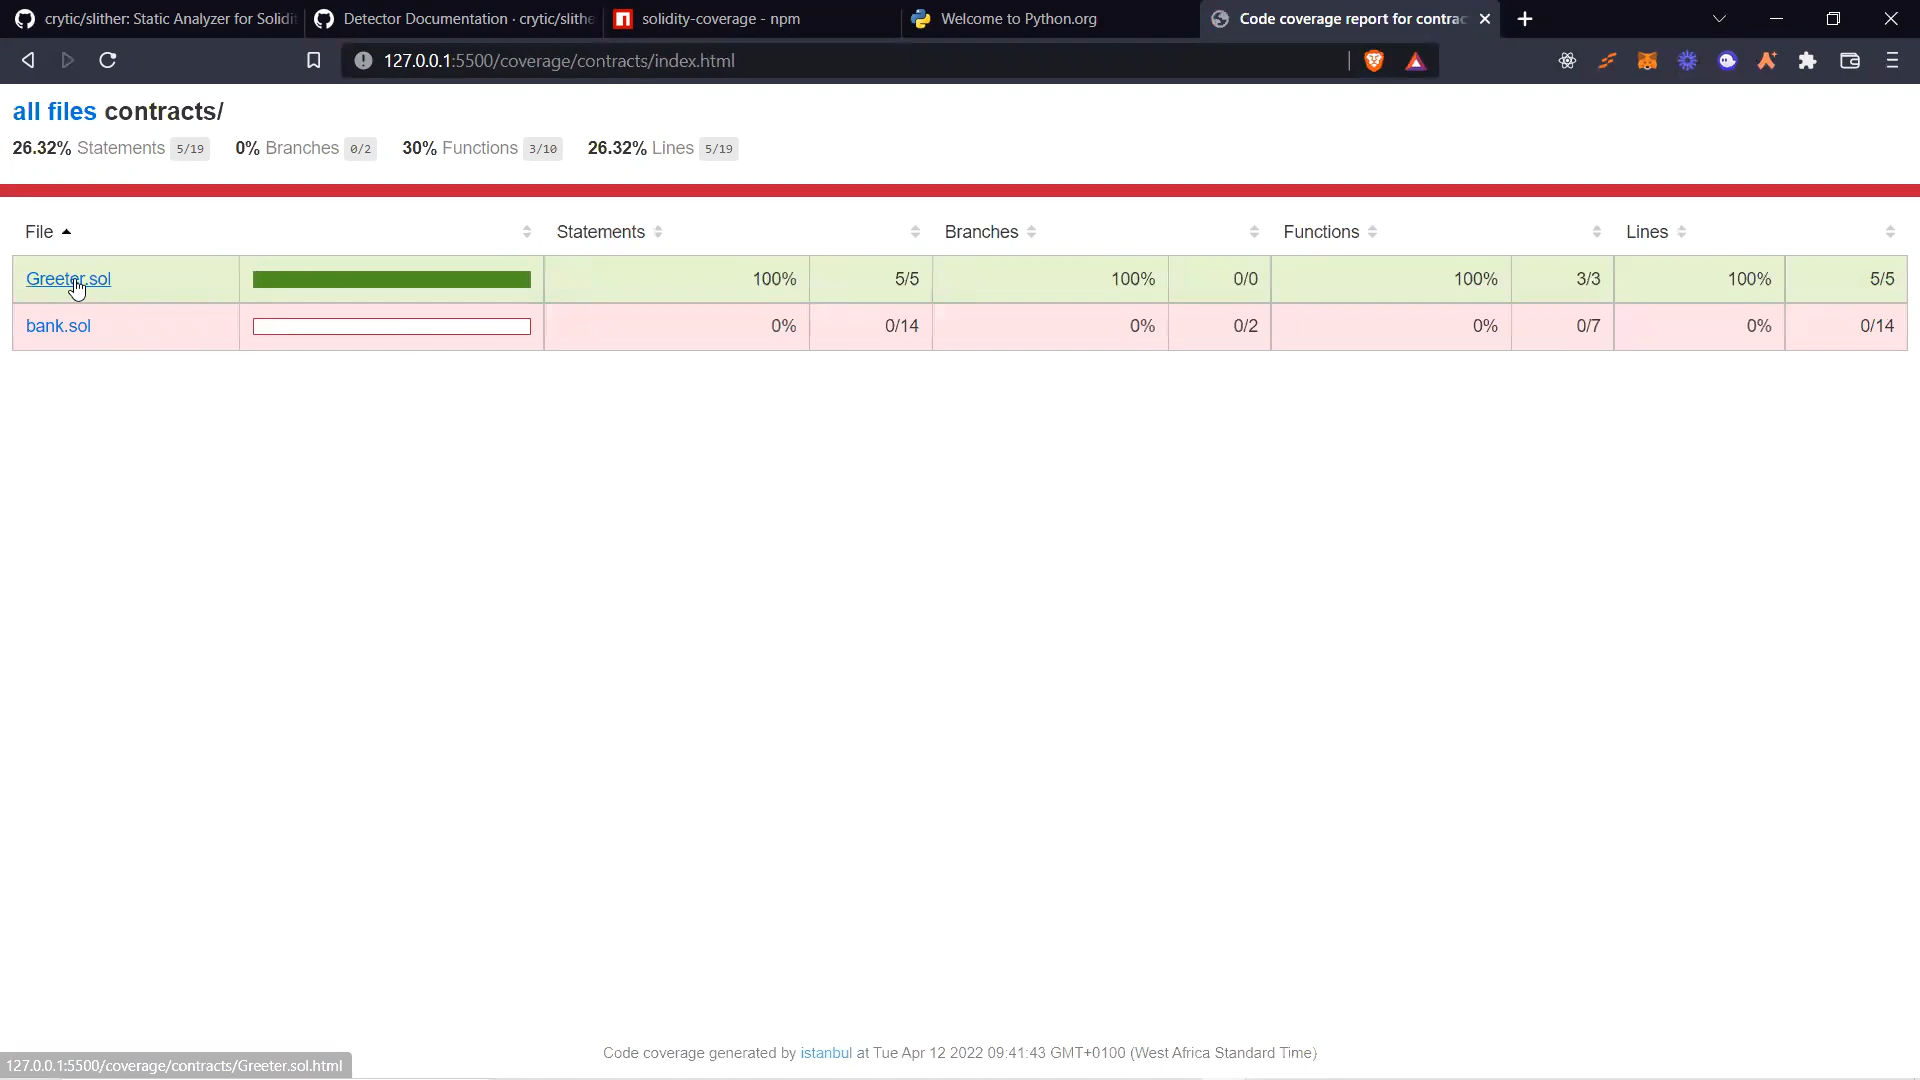 crytic/slither: Static Analyzer for Solidit
Detector Documentation · crytic/slithe
solidity-coverage - npm
Welcome to Python.org
Code coverage report for contrac
127.0.0.1:5500/coverage/contracts/index.html
all files contracts/
26.32% Statements 5/19 0% Branches 0/2 30% Functions 3/10 26.32% Lines 5/19
File Statements Branches Functions Lines
Greeter.sol 100% 5/5 100% 0/0 100% 3/3 100% 5/5
bank.sol 0% 0/14 0% 0/2 0% 0/7 0% 0/14
Code coverage generated by istanbul at Tue Apr 12 2022 09:41:43 GMT+0100 (West Africa Standard Time)
127.0.0.1:5500/coverage/contracts/Greeter.sol.html